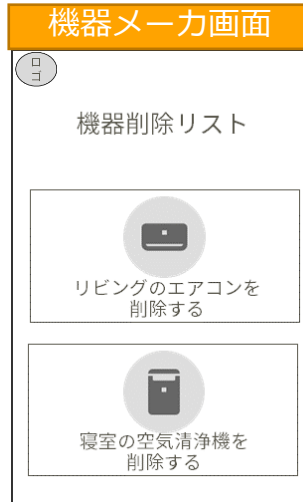 機器メーカ画面
ロ
ゴ
機器削除リスト
リビングのエアコンを
削除する
寝室の空気清浄機を
削除する